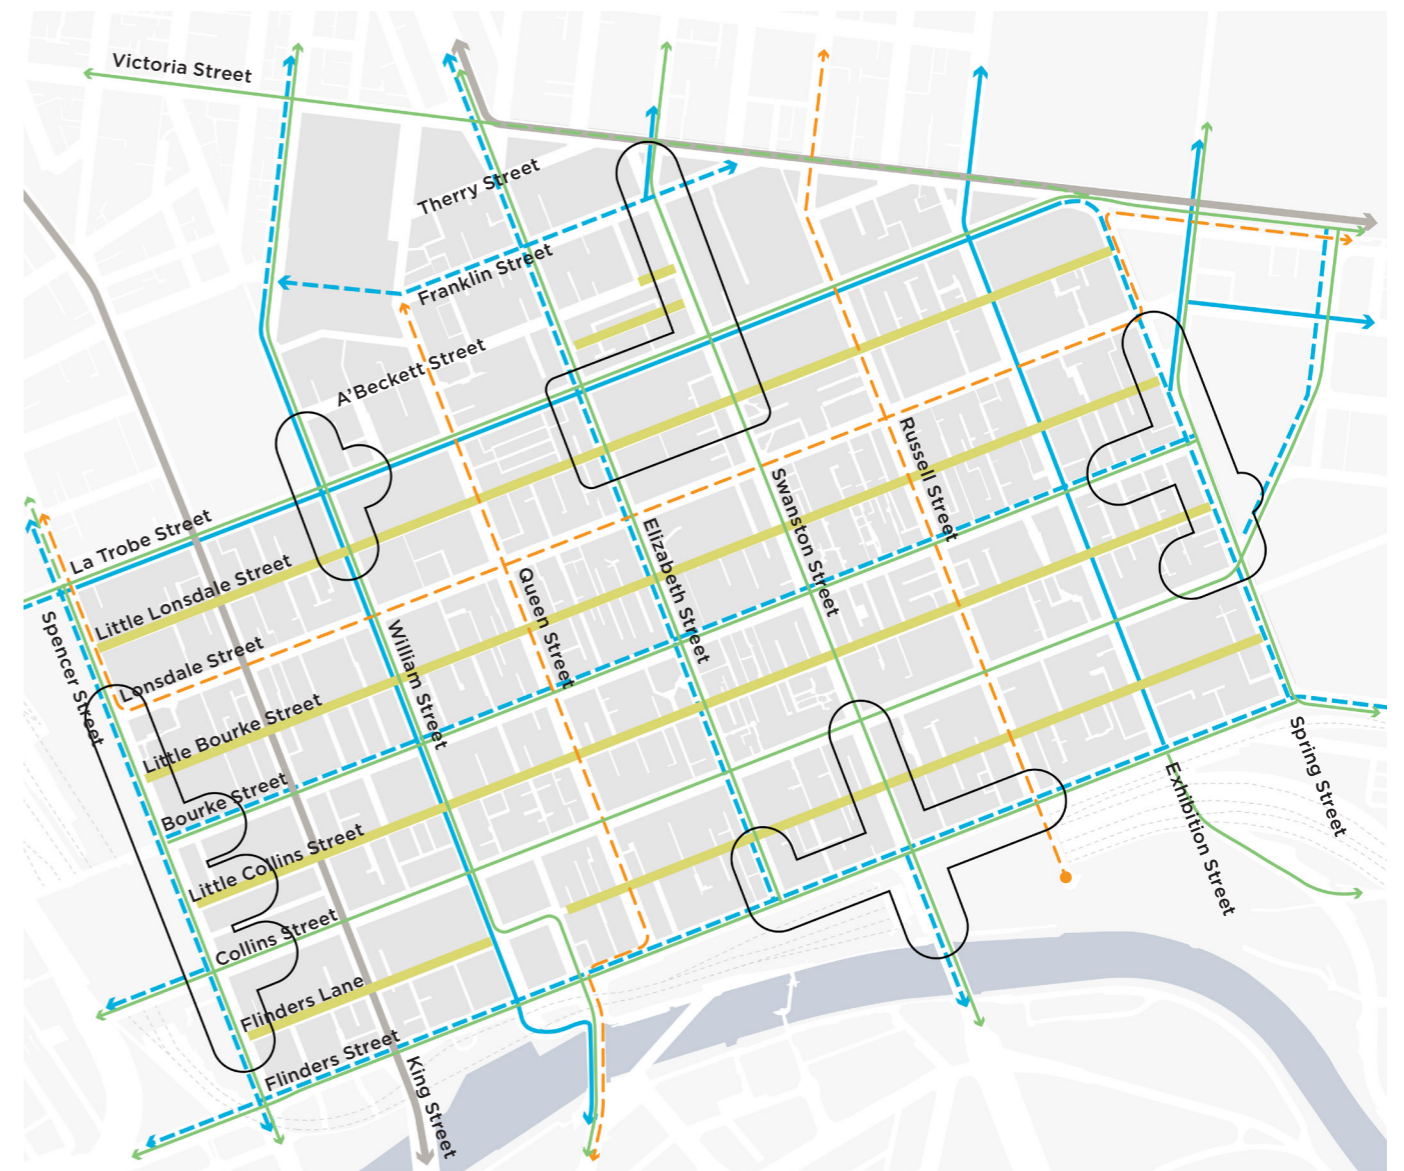 Victoria Street
Therry Street
Franklin Street
A'Beckett Street
La Trobe Street
Little Lonsdale Street
Lonsdale Street
Little Bourke Street
Bourke Street
Little Collins Street
Collins Street
Flinders Lane
Flinders Street
Spencer Street
King Street
William Street
Queen Street
Elizabeth Street
Swanston Street
Russell Street
Exhibition Street
Spring Street